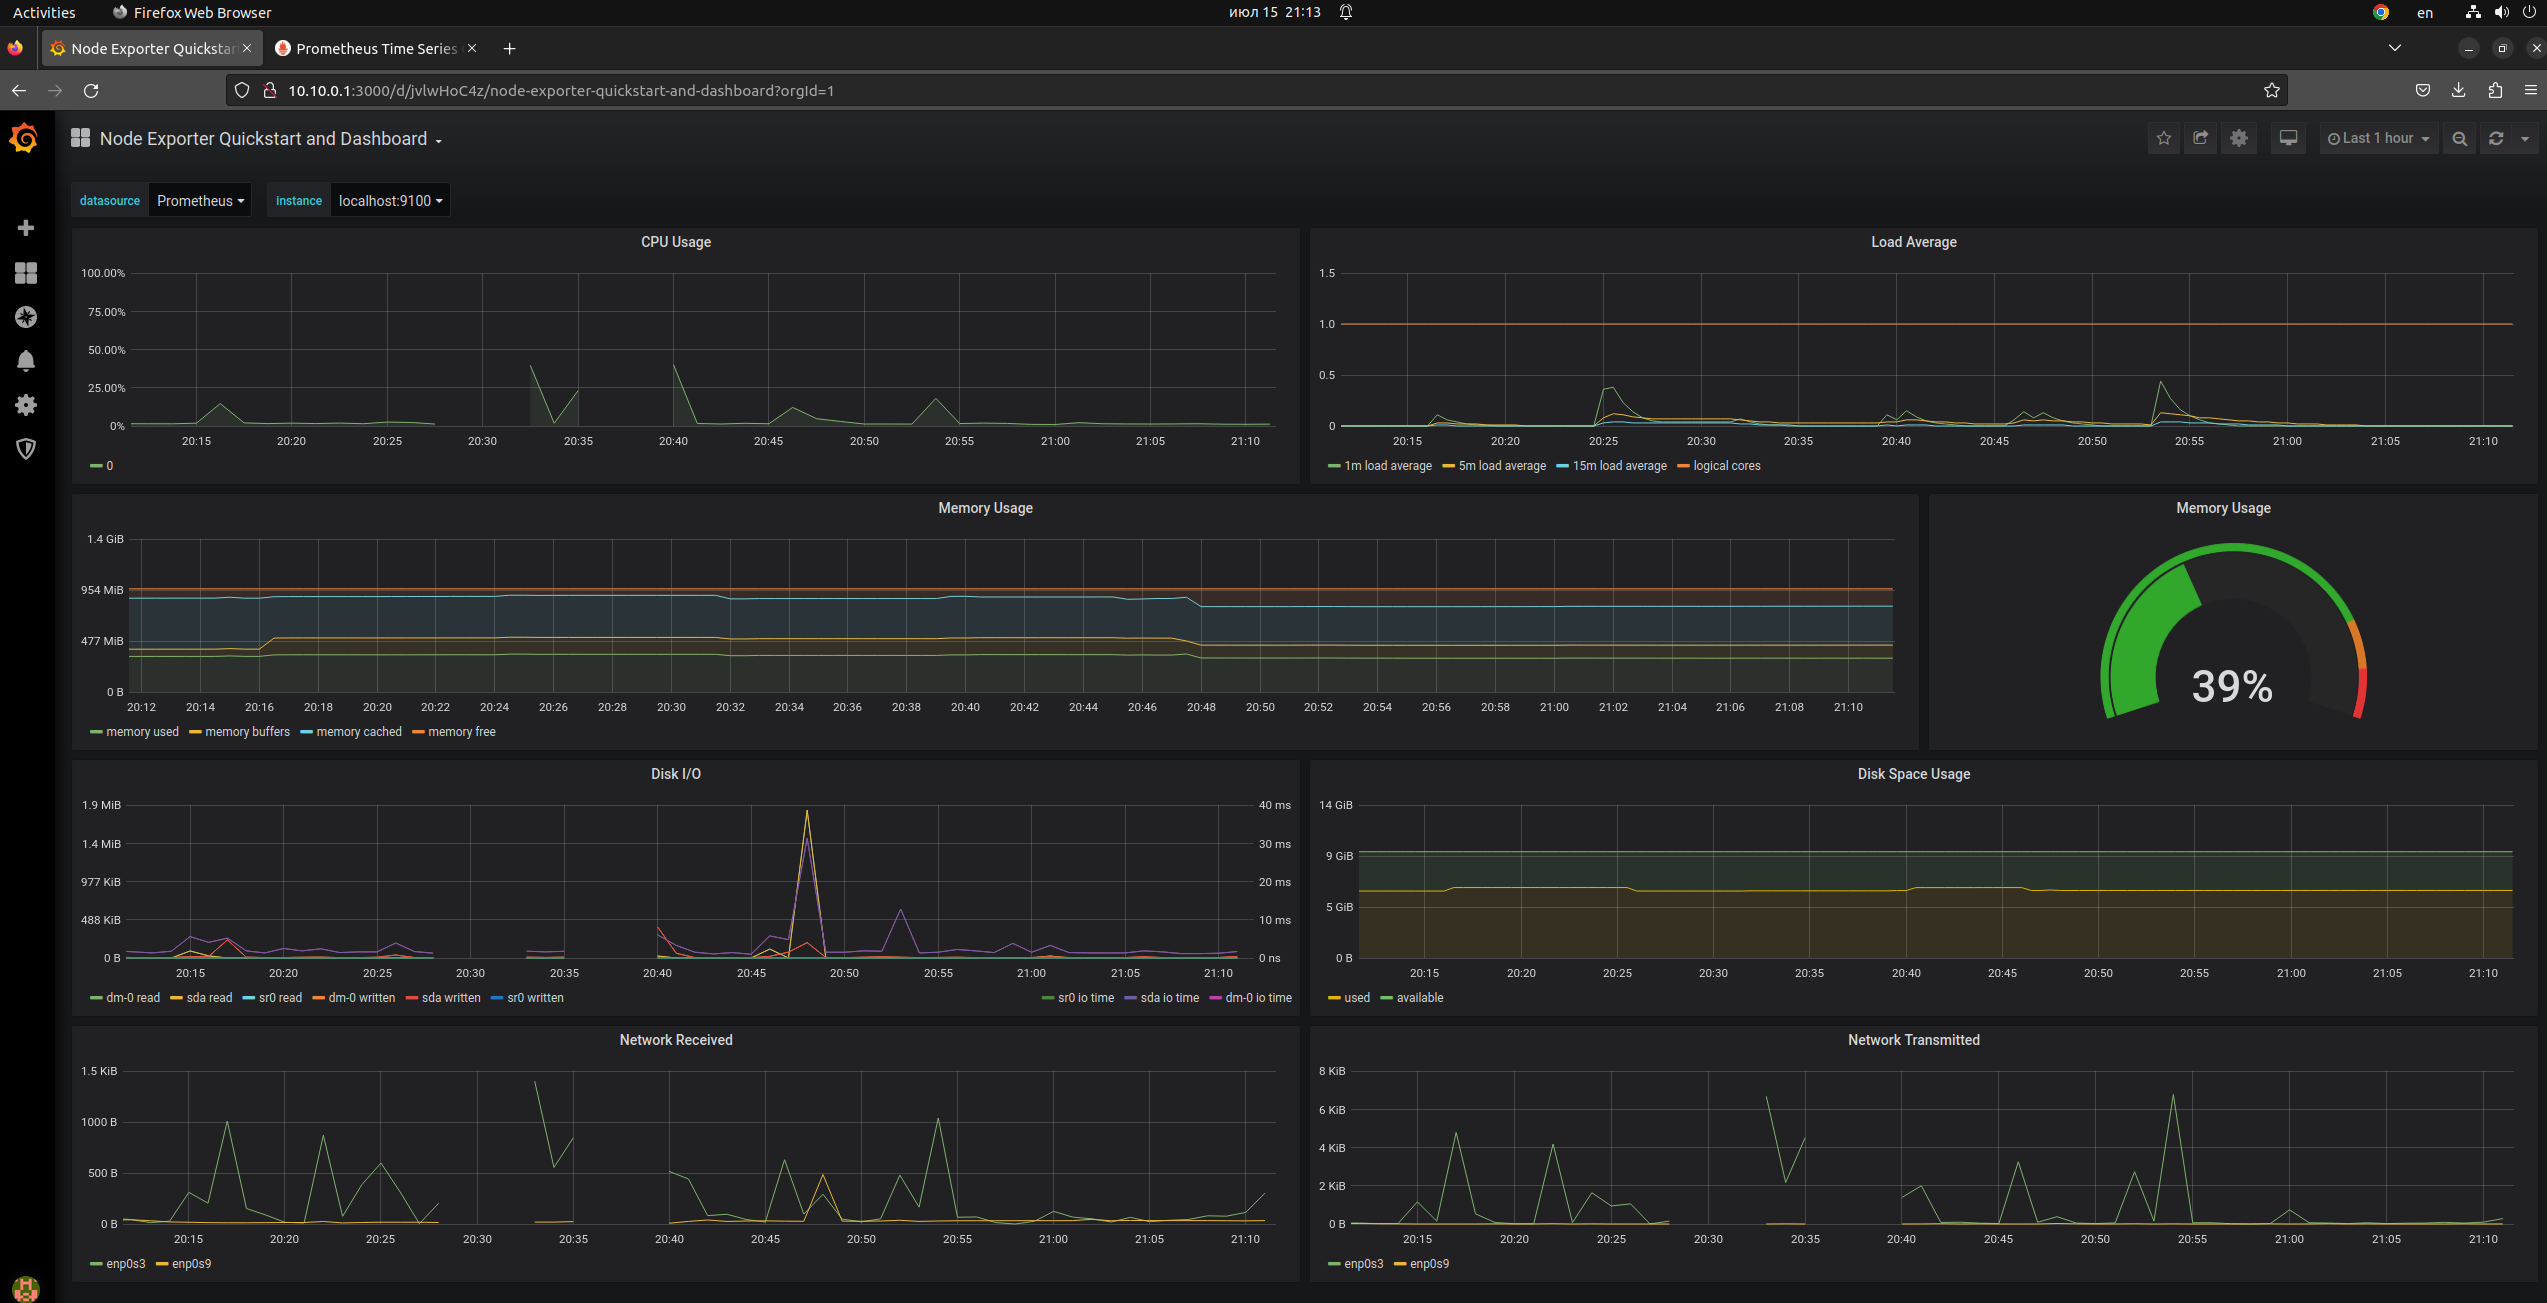 Activities Firefox Web Browser июл 15 21:13 en
Node Exporter Quickstar Prometheus Time Series
10.10.0.1:3000/d/jvlwHoC4z/node-exporter-quickstart-and-dashboard?orgId=1
Node Exporter Quickstart and Dashboard Last 1 hour
datasource Prometheus instance localhost:9100
CPU Usage
100.00%
75.00%
50.00%
25.00%
0%
20:15 20:20 20:25 20:30 20:35 20:40 20:45 20:50 20:55 21:00 21:05 21:10
0
Load Average
1.5
1.0
0.5
0
20:15 20:20 20:25 20:30 20:35 20:40 20:45 20:50 20:55 21:00 21:05 21:10
1m load average 5m load average 15m load average logical cores
Memory Usage
1.4 GiB
954 MiB
477 MiB
0 B
20:12 20:14 20:16 20:18 20:20 20:22 20:24 20:26 20:28 20:30 20:32 20:34 20:36 20:38 20:40 20:42 20:44 20:46 20:48 20:50 20:52 20:54 20:56 20:58 21:00 21:02 21:04 21:06 21:08 21:10
memory used memory buffers memory cached memory free
Memory Usage
39%
Disk I/O
1.9 MiB 40 ms
1.4 MiB 30 ms
977 KiB 20 ms
488 KiB 10 ms
0 B 0 ns
20:15 20:20 20:25 20:30 20:35 20:40 20:45 20:50 20:55 21:00 21:05 21:10
dm-0 read sda read sr0 read dm-0 written sda written sr0 written sr0 io time sda io time dm-0 io time
Disk Space Usage
14 GiB
9 GiB
5 GiB
0 B
20:15 20:20 20:25 20:30 20:35 20:40 20:45 20:50 20:55 21:00 21:05 21:10
used available
Network Received
1.5 KiB
1000 B
500 B
0 B
20:15 20:20 20:25 20:30 20:35 20:40 20:45 20:50 20:55 21:00 21:05 21:10
enp0s3 enp0s9
Network Transmitted
8 KiB
6 KiB
4 KiB
2 KiB
0 B
20:15 20:20 20:25 20:30 20:35 20:40 20:45 20:50 20:55 21:00 21:05 21:10
enp0s3 enp0s9